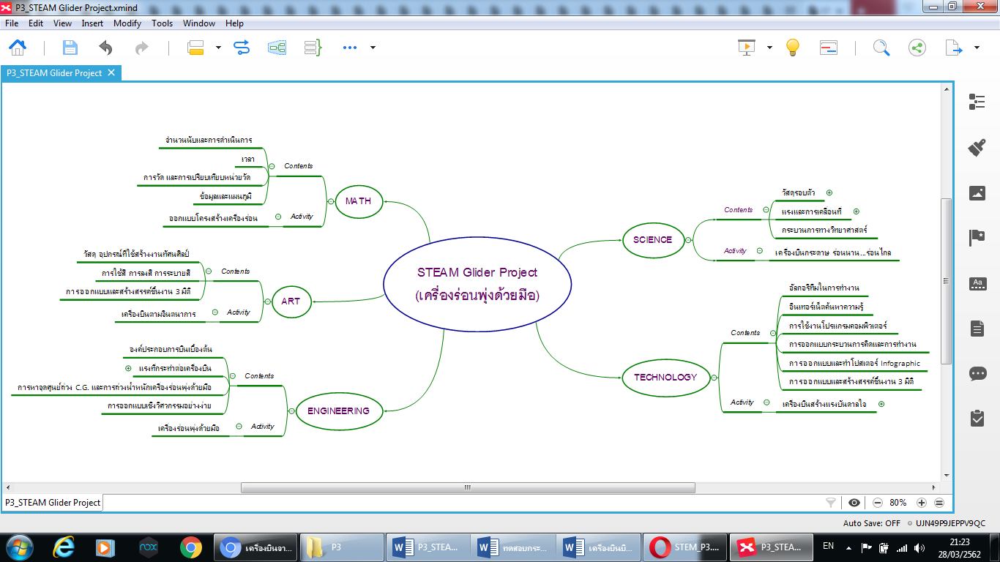 P3_STEAM Glider Project.xmind
File Edit View Insert Modify Tools Window Help
P3_STEAM Glider Project
จำนวนนับและการดำเนินการ
เวลา
การวัด และการเปรียบเทียบหน่วยวัด
ข้อมูลและแผนภูมิ
Contents
ออกแบบโครงสร้างเครื่องร่อน
Activity
MATH
วัสดุ อุปกรณ์ที่ใช้สร้างงานทัศนศิลป์
การใช้สี การลงสี การระบายสี
การออกแบบและสร้างสรรค์ชิ้นงาน 3 มิติ
Contents
เครื่องบินตามจินตนาการ
Activity
ART
องค์ประกอบการบินเบื้องต้น
แรงที่กระทำต่อเครื่องบิน
การหาจุดศูนย์ถ่วง C.G. และการถ่วงน้ำหนักเครื่องร่อนพุ่งด้วยมือ
การออกแบบเชิงวิศวกรรมอย่างง่าย
Contents
เครื่องร่อนพุ่งด้วยมือ
Activity
ENGINEERING
STEAM Glider Project
(เครื่องร่อนพุ่งด้วยมือ)
SCIENCE
Contents
วัสดุรอบตัว
แรงและการเคลื่อนที่
กระบวนการทางวิทยาศาสตร์
Activity
เครื่องบินกระดาษ ร่อนนาน...ร่อนไกล
TECHNOLOGY
Contents
อัลกอริทึมในการทำงาน
อินเทอร์เน็ตค้นหาความรู้
การใช้งานโปรแกรมคอมพิวเตอร์
การออกแบบกระบวนการคิดและการทำงาน
การออกแบบและทำโปสเตอร์ Infographic
การออกแบบและสร้างสรรค์ชิ้นงาน 3 มิติ
Activity
เครื่องบินสร้างแรงบันดาลใจ
P3_STEAM Glider Project
80%
Auto Save: OFF UJN49P9JEPPV9QC
เครื่องบินจา... P3 P3_STEA... ทดสอบกระ... เครื่องบินบิ... STEM_P3.... P3_STEA... EN 21:23
28/03/2562